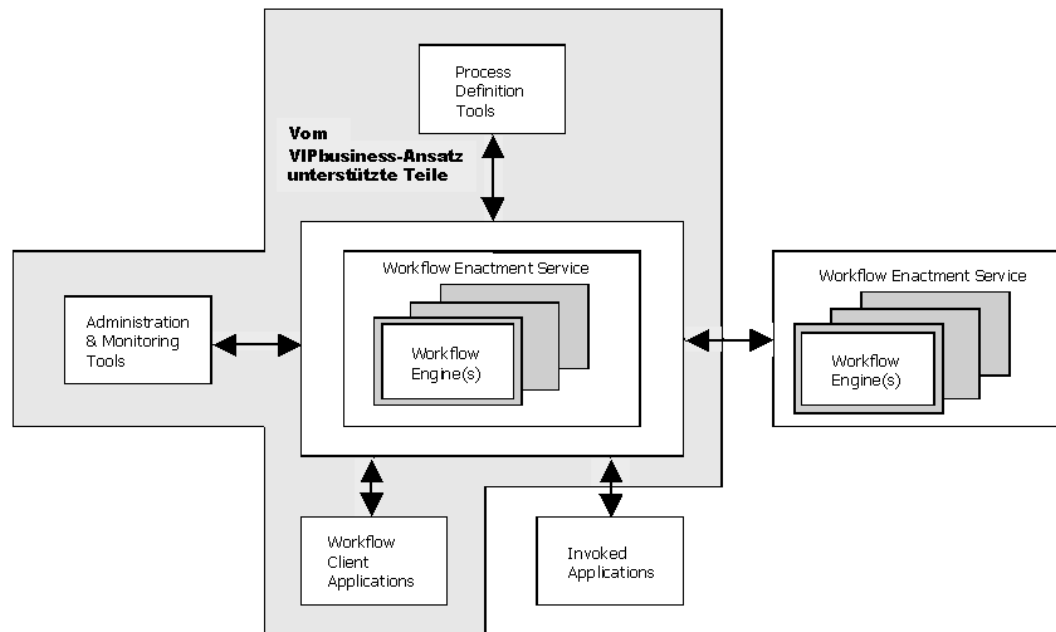 Process
Definition
Tools
Vom
VIPbusiness-Ansatz
unterstützte Teile
Workflow Enactment Service
Workflow
Engine(s)
Administration
& Monitoring
Tools
Workflow Enactment Service
Workflow
Engine(s)
Workflow
Client
Applications
Invoked
Applications